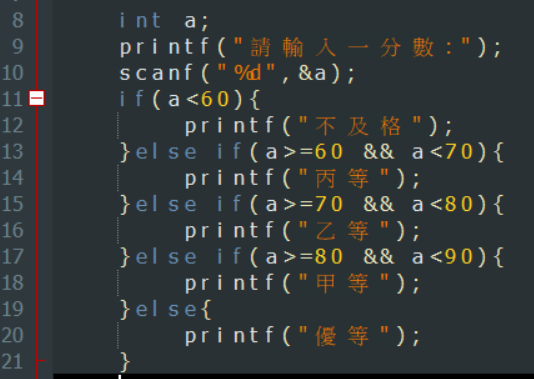 8 int a;
9 printf("請輸入一分數:");
10 scanf("%d",&a);
11 if(a<60){
12 printf("不及格");
13 }else if(a>=60 && a<70){
14 printf("丙等");
15 }else if(a>=70 && a<80){
16 printf("乙等");
17 }else if(a>=80 && a<90){
18 printf("甲等");
19 }else{
20 printf("優等");
21 }